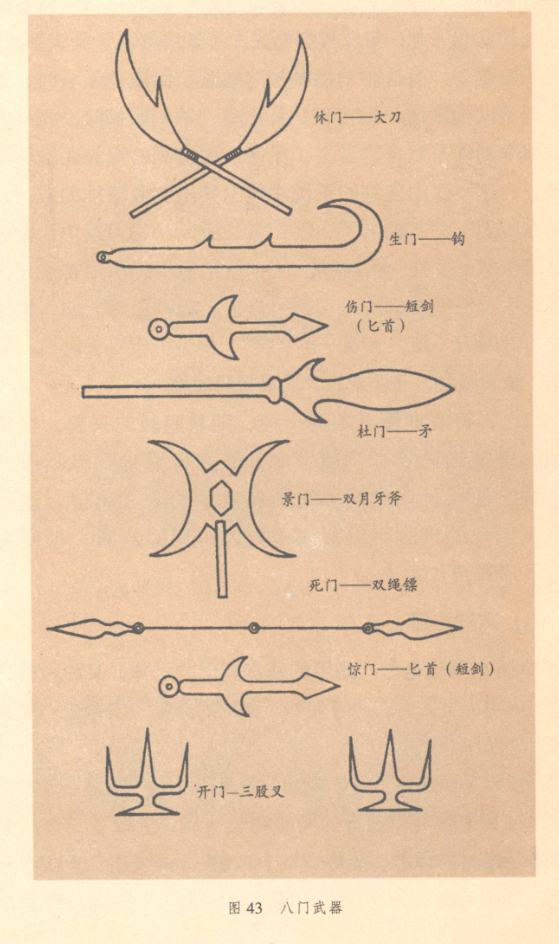 休门——大刀
生门——钩
伤门——短剑
（匕首）
杜门——矛
景门——双月牙斧
死门——双绳镖
惊门——匕首（短剑）
开门—三股叉
图 43 八门武器